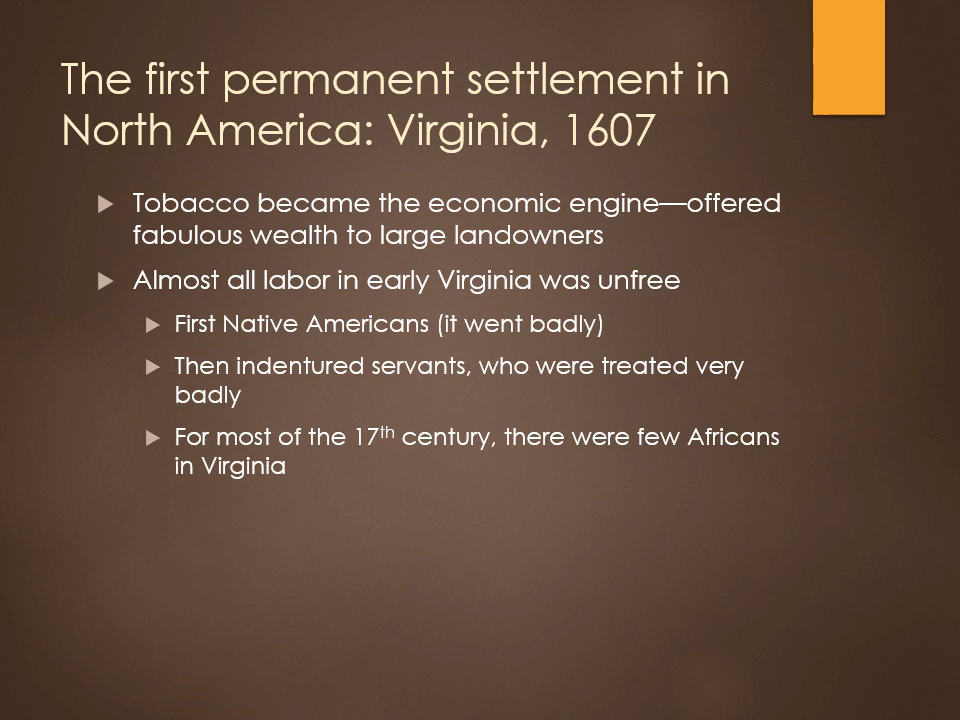 The first permanent settlement in
North America: Virginia, 1607
Tobacco became the economic engine—offered
fabulous wealth to large landowners
Almost all labor in early Virginia was unfree
First Native Americans (it went badly)
Then indentured servants, who were treated very
badly
For most of the 17th century, there were few Africans
in Virginia